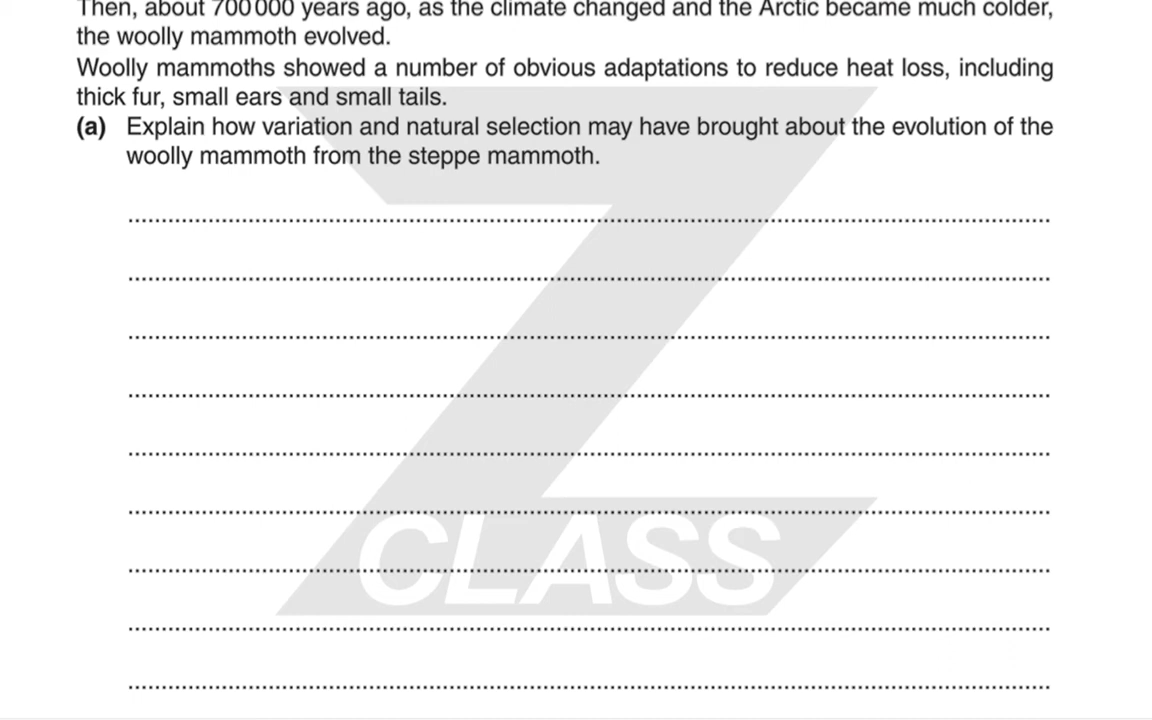 Then, about 700 000 years ago, as the climate changed and the Arctic became much colder,
the woolly mammoth evolved.
Woolly mammoths showed a number of obvious adaptations to reduce heat loss, including
thick fur, small ears and small tails.
(a) Explain how variation and natural selection may have brought about the evolution of the
woolly mammoth from the steppe mammoth.
CLASS